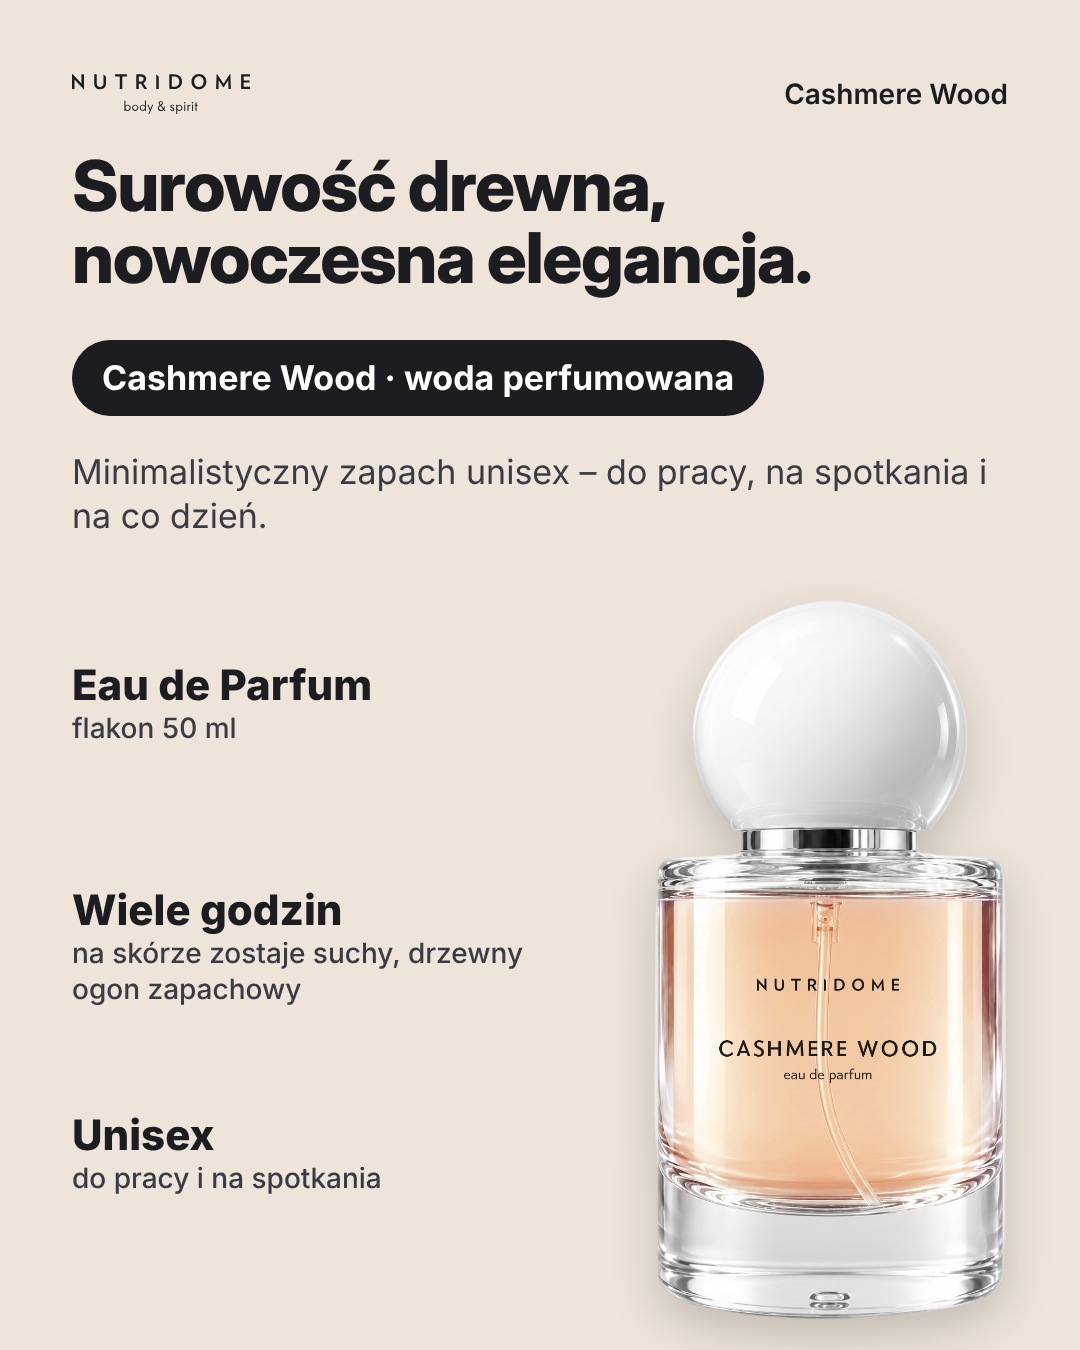 NUTRIDOME
body & spirit
Cashmere Wood
Surowość drewna,
nowoczesna elegancja.
Cashmere Wood · woda perfumowana
Minimalistyczny zapach unisex – do pracy, na spotkania i
na co dzień.
Eau de Parfum
flakon 50 ml
Wiele godzin
na skórze zostaje suchy, drzewny
ogon zapachowy
Unisex
do pracy i na spotkania
NUTRIDOME
CASHMERE WOOD
eau de parfum